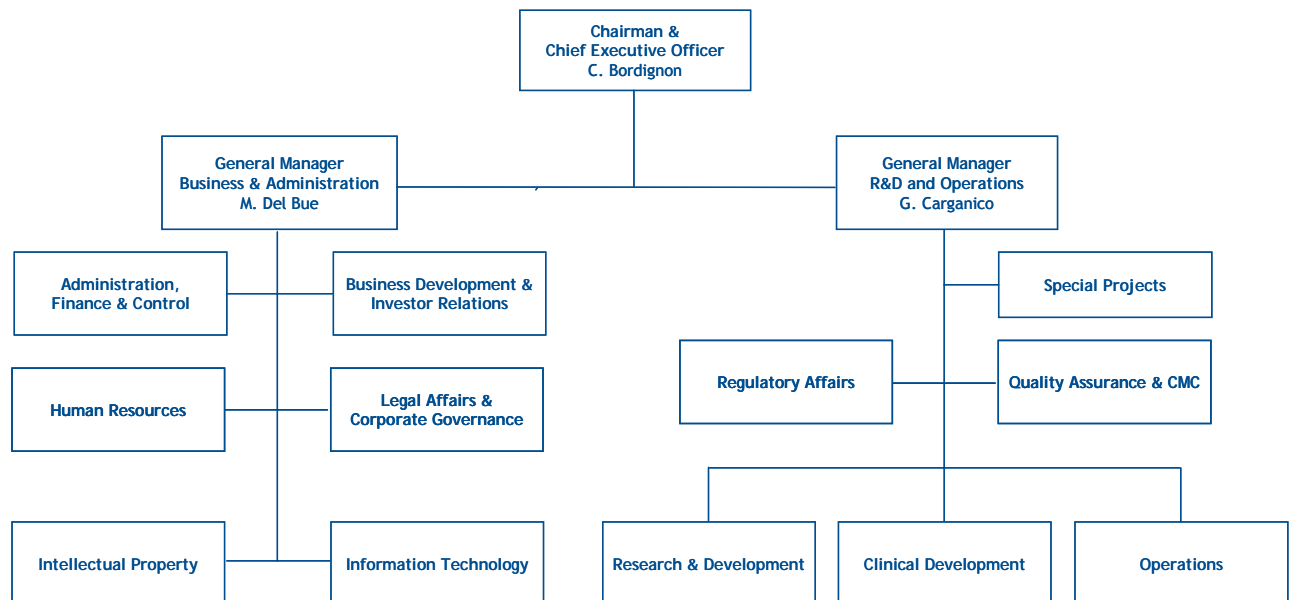 Chairman &
Chief Executive Officer
C. Bordignon
General Manager
Business & Administration
M. Del Bue
General Manager
R&D and Operations
G. Carganico
Administration,
Finance & Control
Business Development &
Investor Relations
Special Projects
Human Resources
Legal Affairs &
Corporate Governance
Regulatory Affairs
Quality Assurance & CMC
Intellectual Property
Information Technology
Research & Development
Clinical Development
Operations